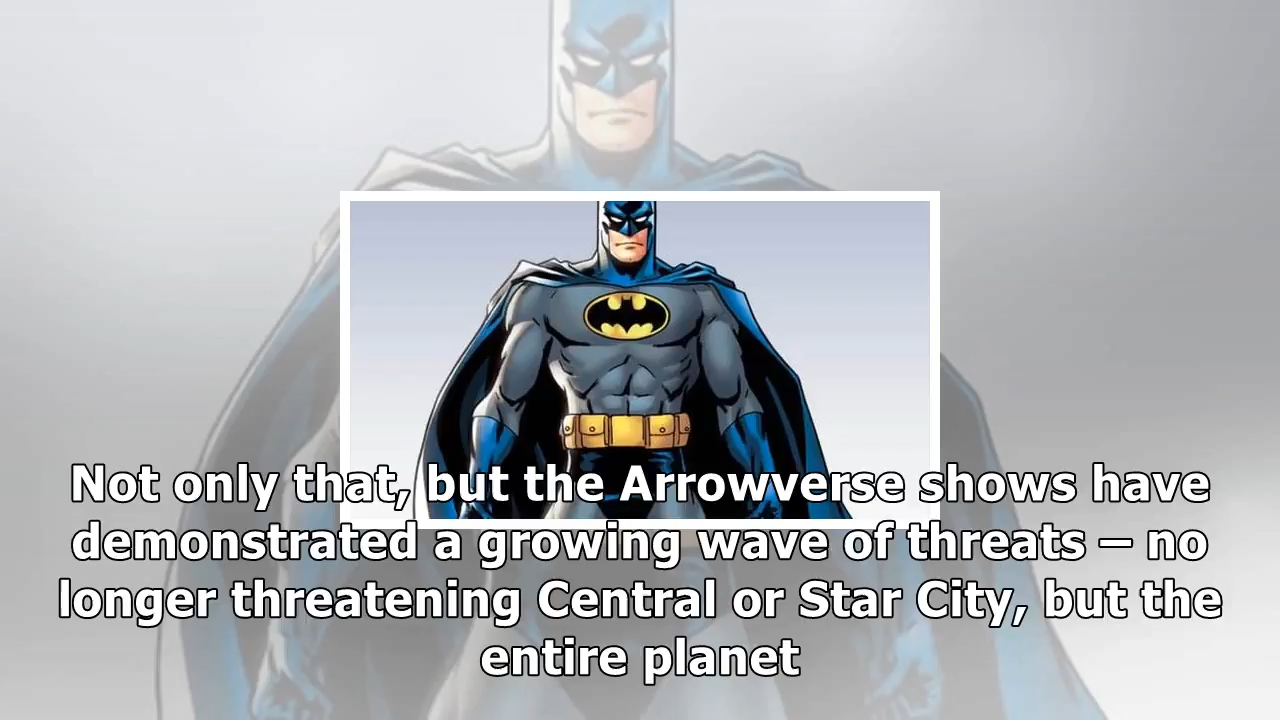 Not only that, but the Arrowverse shows have
demonstrated a growing wave of threats – no
longer threatening Central or Star City, but the
entire planet